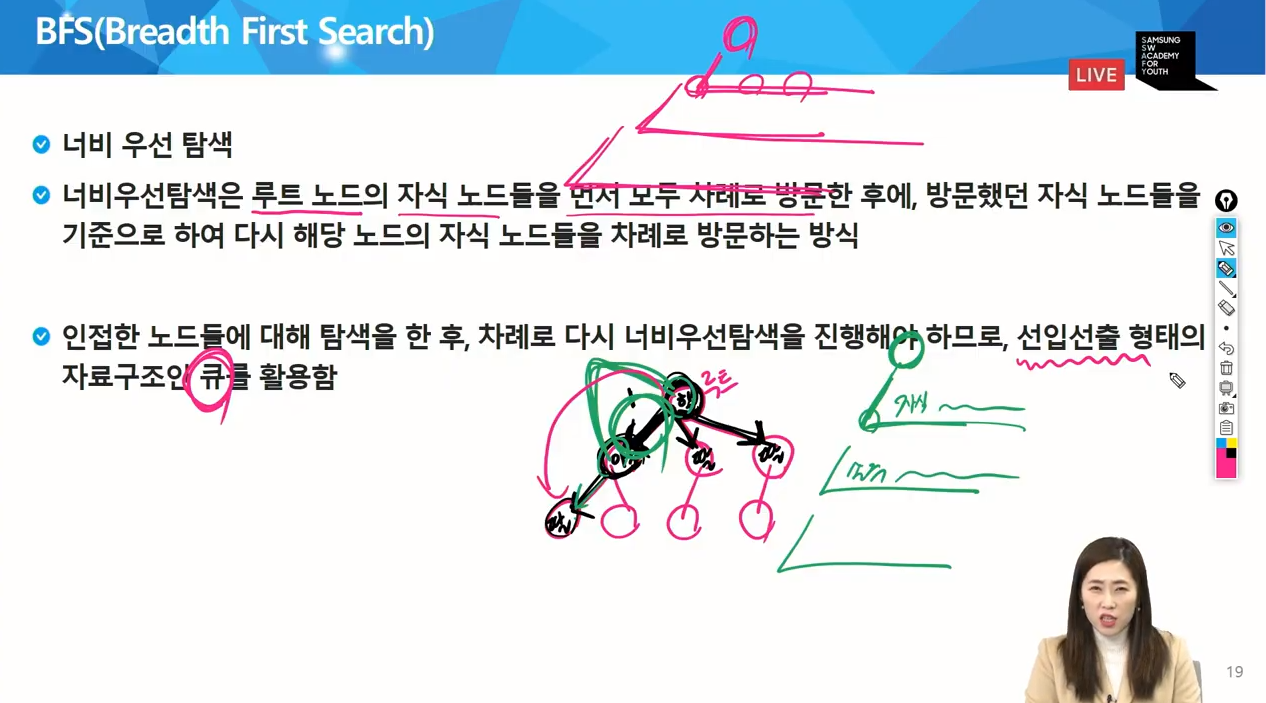 BFS(Breadth First Search)
SAMSUNG
SW
ACADEMY
FOR
YOUTH
LIVE
너비 우선 탐색
너비우선탐색은 루트 노드의 자식 노드들을 먼저 모두 차례로 방문한 후에, 방문했던 자식 노드들을
기준으로 하여 다시 해당 노드의 자식 노드들을 차례로 방문하는 방식
인접한 노드들에 대해 탐색을 한 후, 차례로 다시 너비우선탐색을 진행해야 하므로, 선입선출 형태의
자료구조인 큐를 활용함
루트
자식
19